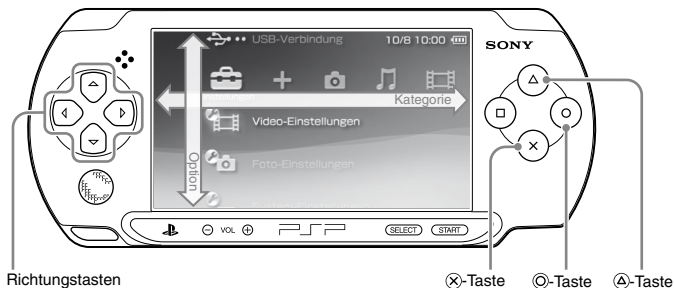 USB-Verbindung 10/8 10:00
SONY
Kategorie
Video-Einstellungen
Option
Foto-Einstellungen
VOL
PSP
SELECT
START
Richtungstasten
ⓧ-Taste
◎-Taste
-Taste